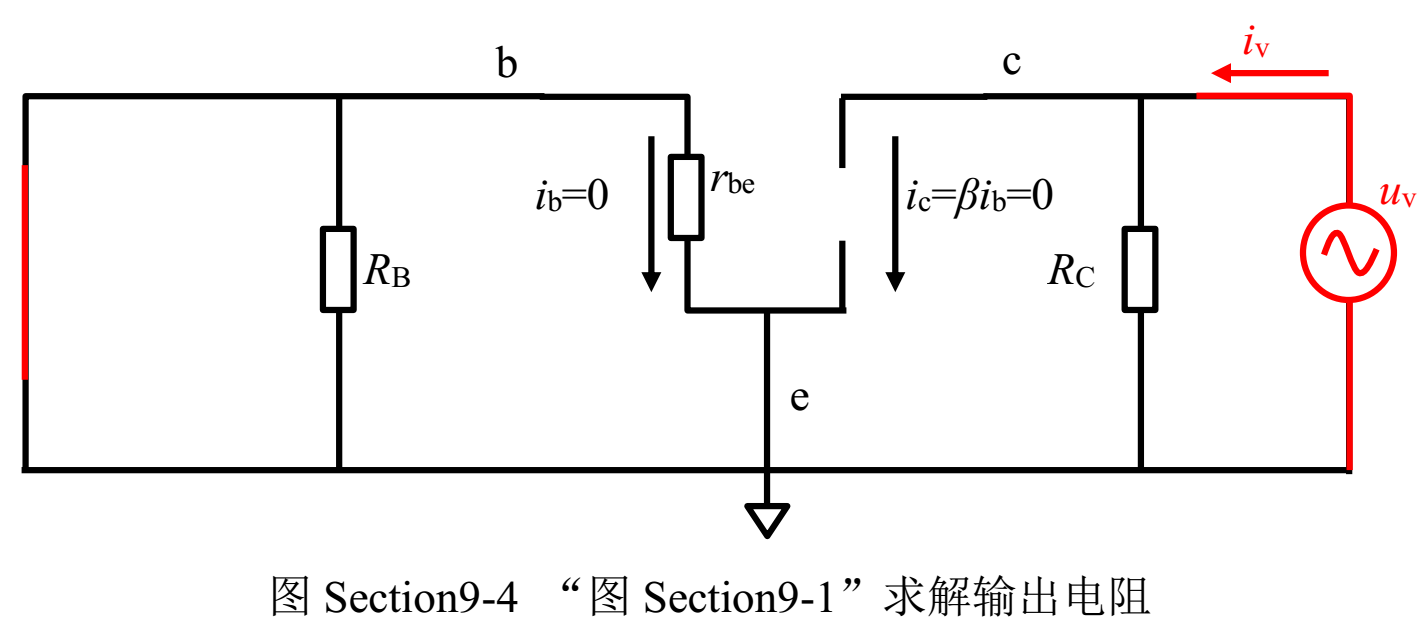 b
c
iv
ib=0
rbe
ic=βib=0
uv
RB
RC
e
图 Section9-4 “图 Section9-1”求解输出电阻